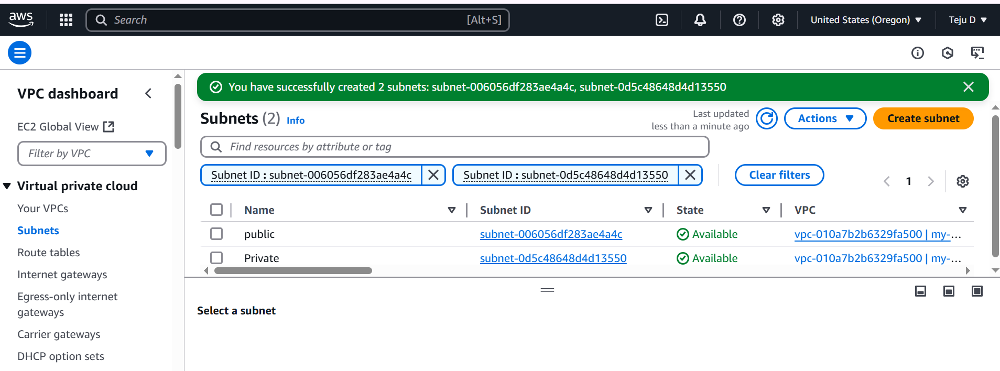 aws
Search [Alt+S]
United States (Oregon)
Teju D
VPC dashboard
EC2 Global View
Filter by VPC
Virtual private cloud
Your VPCs
Subnets
Route tables
Internet gateways
Egress-only internet
gateways
Carrier gateways
DHCP option sets
You have successfully created 2 subnets: subnet-006056df283ae4a4c, subnet-0d5c48648d4d13550
Subnets (2) Info
Last updated
less than a minute ago
Actions
Create subnet
Find resources by attribute or tag
Subnet ID : subnet-006056df283ae4a4c
Subnet ID : subnet-0d5c48648d4d13550
Clear filters
1
Name Subnet ID State VPC
public subnet-006056df283ae4a4c Available vpc-010a7b2b6329fa500 | my-...
Private subnet-0d5c48648d4d13550 Available vpc-010a7b2b6329fa500 | my-...
Select a subnet